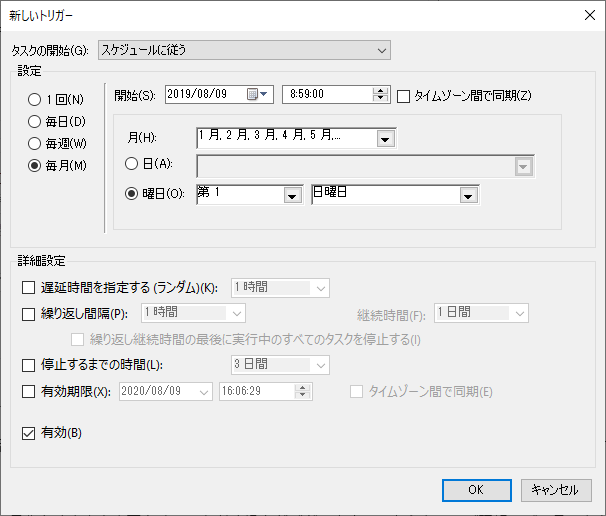 新しいトリガー
タスクの開始(G): スケジュールに従う
設定
1 回(N)
毎日(D)
毎週(W)
毎月(M)
開始(S): 2019/08/09 8:59:00 タイムゾーン間で同期(Z)
月(H): 1 月, 2 月, 3 月, 4 月, 5 月,...
日(A):
曜日(O): 第 1 日曜日
詳細設定
遅延時間を指定する (ランダム)(K): 1 時間
繰り返し間隔(P): 1 時間 継続時間(F): 1 日間
繰り返し継続時間の最後に実行中のすべてのタスクを停止する(I)
停止するまでの時間(L): 3 日間
有効期限(X): 2020/08/09 16:06:29 タイムゾーン間で同期(E)
有効(B)
OK キャンセル